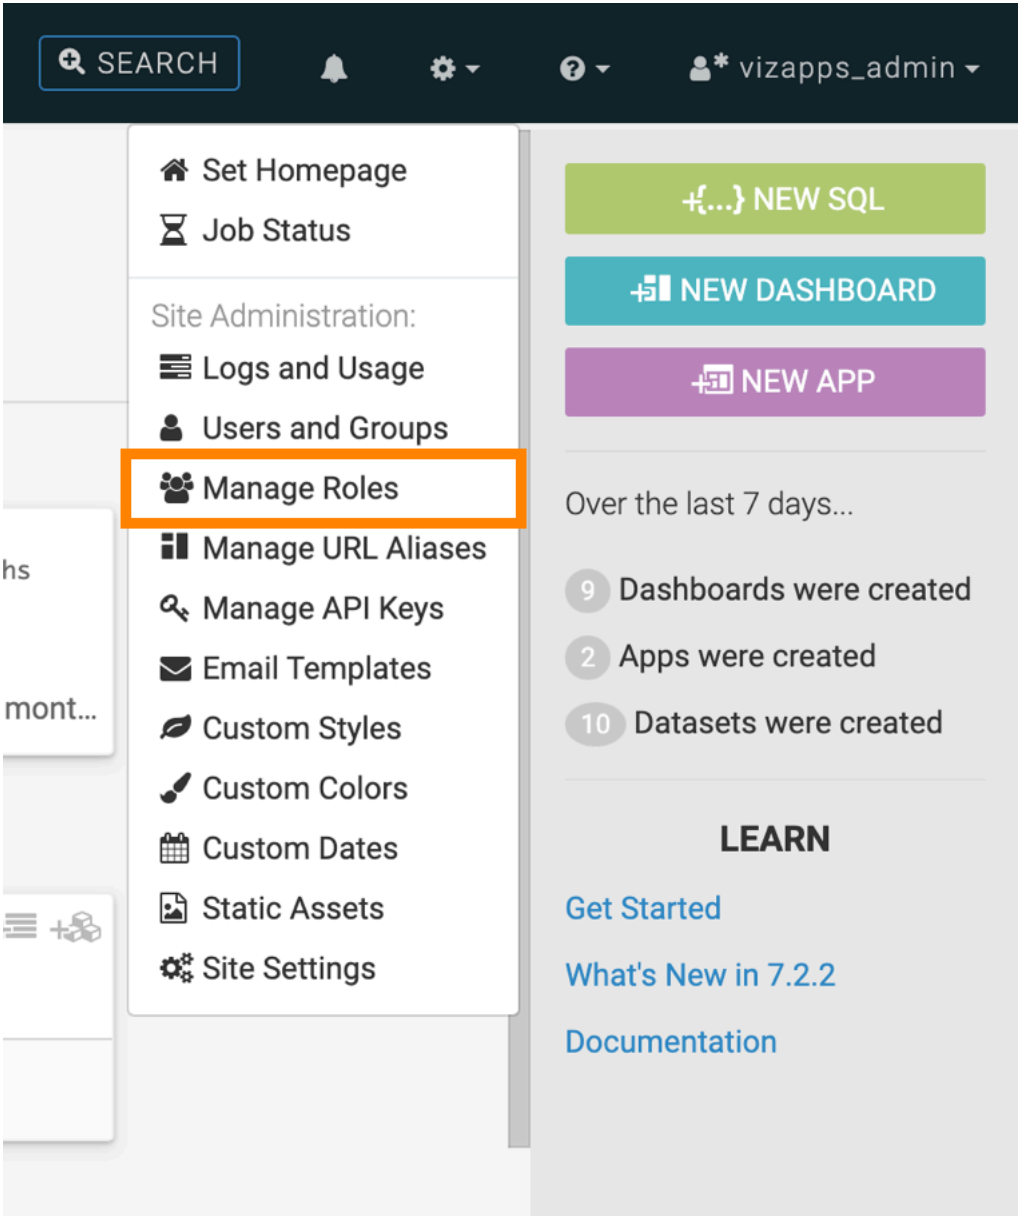 SEARCH
vizapps_admin
Set Homepage
Job Status
Site Administration:
Logs and Usage
Users and Groups
Manage Roles
Manage URL Aliases
Manage API Keys
Email Templates
Custom Styles
Custom Colors
Custom Dates
Static Assets
Site Settings
hs
mont...
+{...} NEW SQL
NEW DASHBOARD
NEW APP
Over the last 7 days...
9 Dashboards were created
2 Apps were created
10 Datasets were created
LEARN
Get Started
What's New in 7.2.2
Documentation